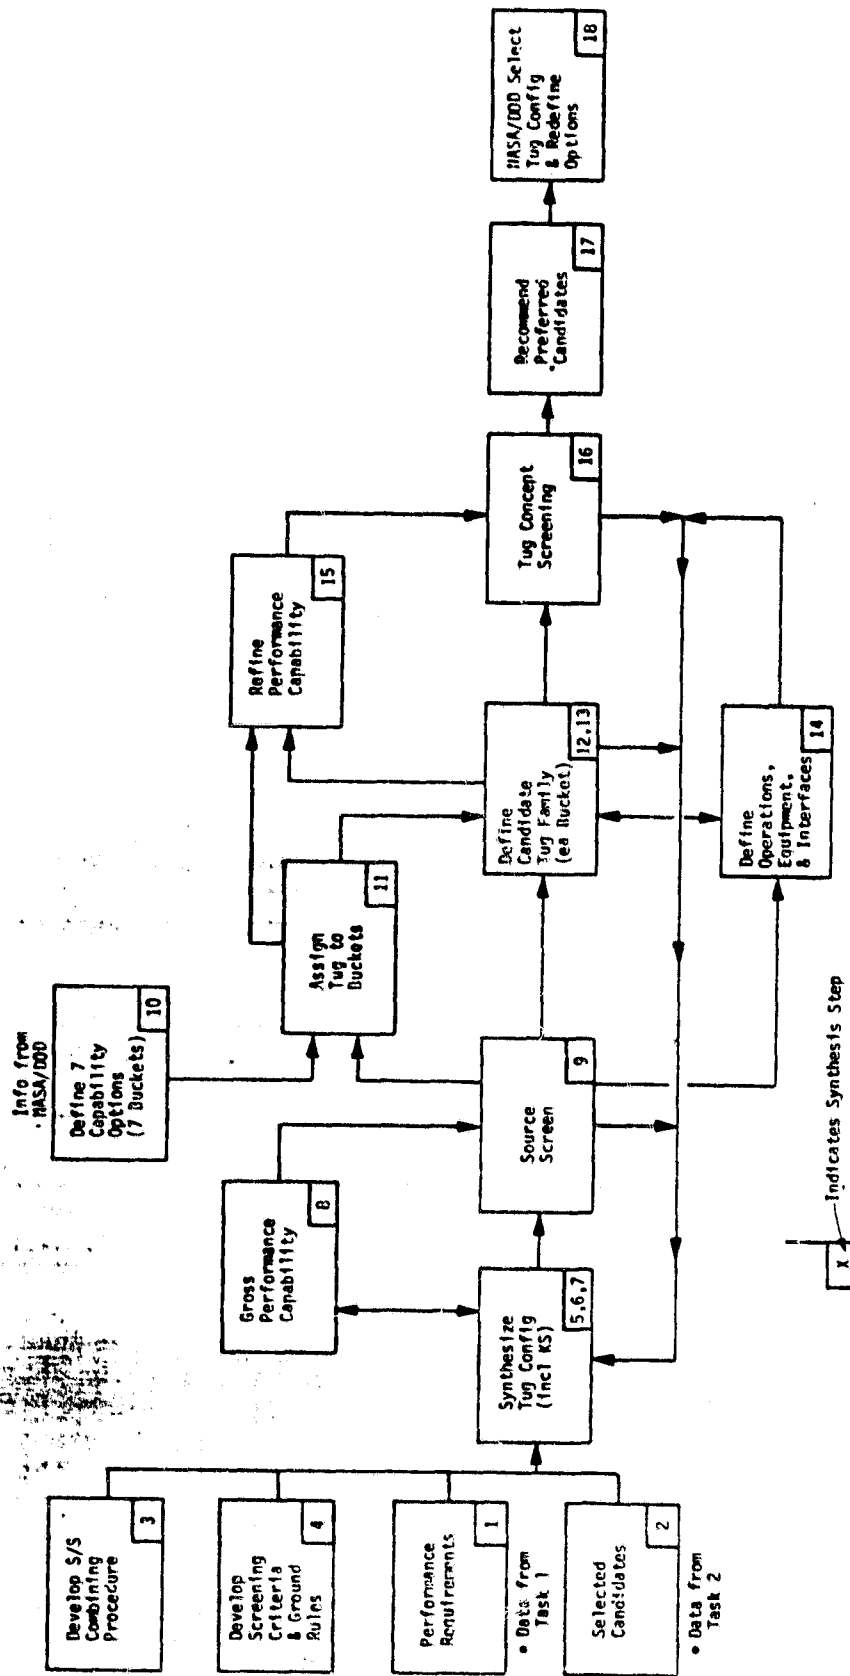 Develop S/S
Combining
Procedure
3
Develop
Screening
Criteria
& Ground
Rules
4
Performance
Requirements
1
• Data from
Task 1
Selected
Candidates
2
• Data from
Task 2
Gross
Performance
Capability
8
Synthesize
Tug Config
(incl KS)
5,6,7
Info from
NASA/DOD
Define 7
Capability
Options
(7 Buckets)
10
Source
Screen
9
Assign
Tug to
Buckets
11
Define
Candidate
Tug Family
(ea Bucket)
12,13
Define
Operations,
Equipment,
& Interfaces
14
Refine
Performance
Capability
15
Tug Concept
Screening
16
Recommend
Preferred
Candidates
17
NASA/DOD Select
Tug Config
& Redefine
Options
18
X
Indicates Synthesis Step